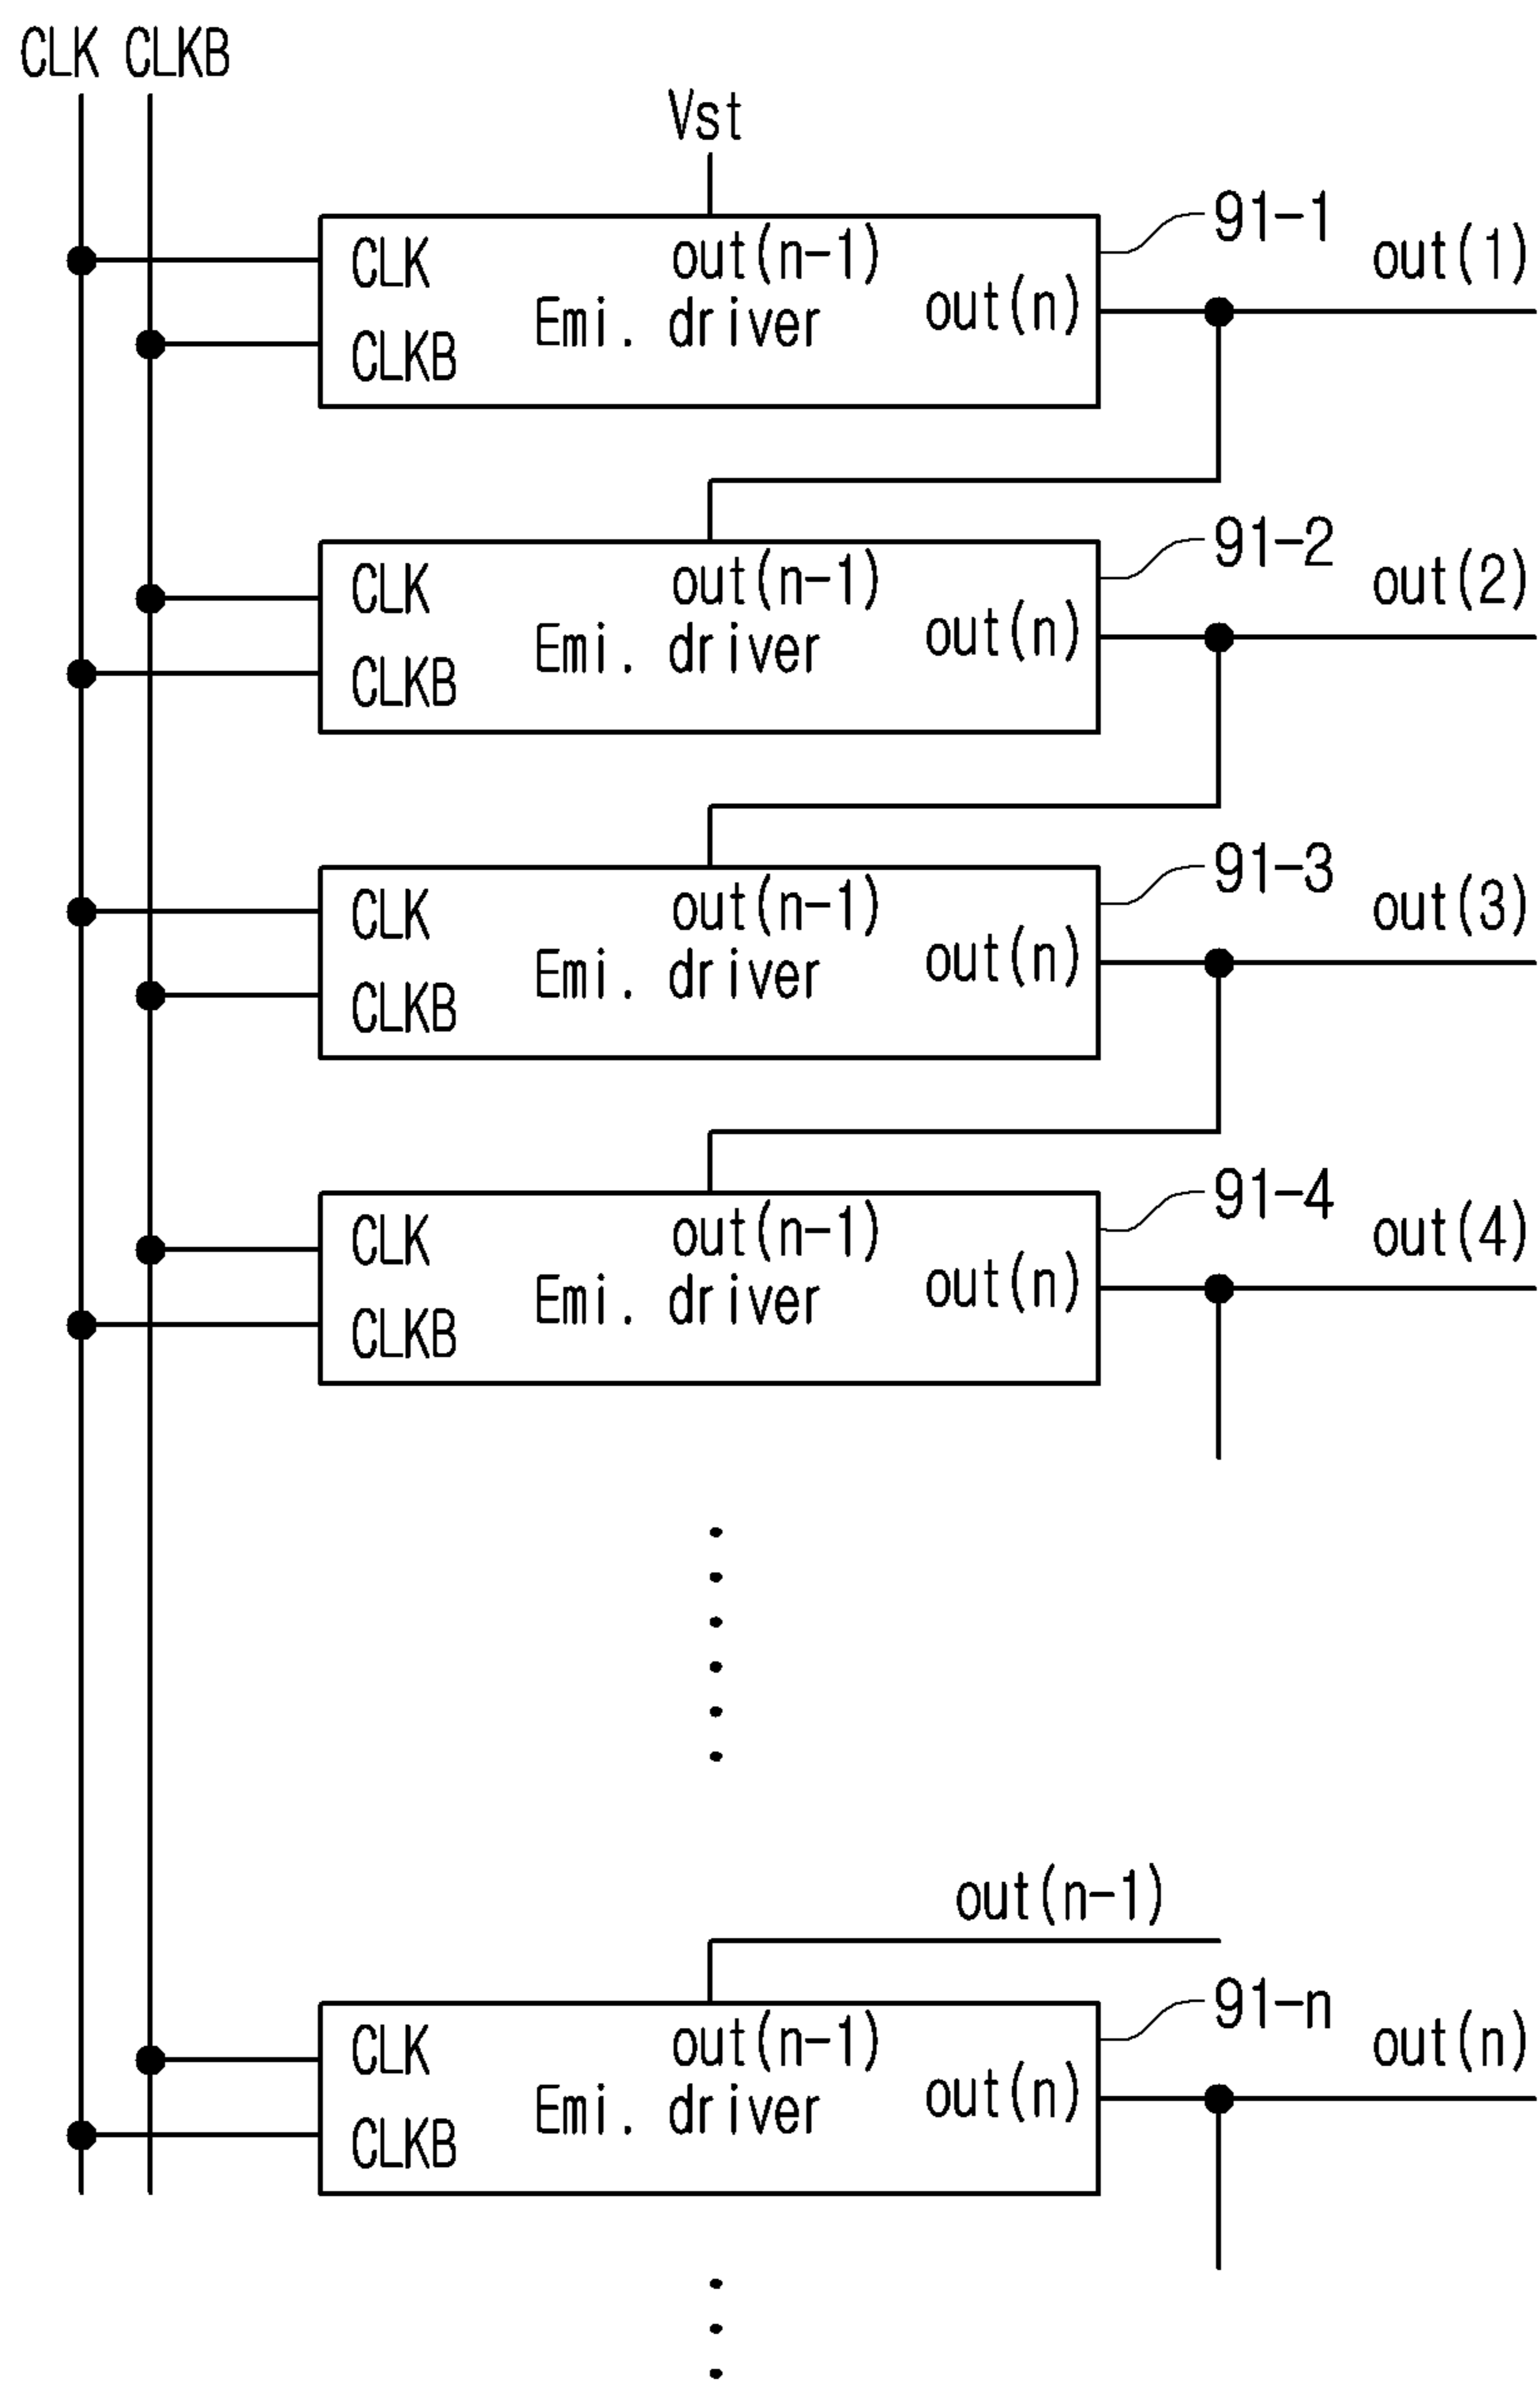 CLK CLKB
Vst
91-1
out(1)
CLK
out(n-1)
out(n)
Emi. driver
CLKB
91-2
out(2)
CLK
out(n-1)
out(n)
Emi. driver
CLKB
91-3
out(3)
CLK
out(n-1)
out(n)
Emi. driver
CLKB
91-4
out(4)
CLK
out(n-1)
out(n)
Emi. driver
CLKB
out(n-1)
91-n
out(n)
CLK
out(n-1)
out(n)
Emi. driver
CLKB